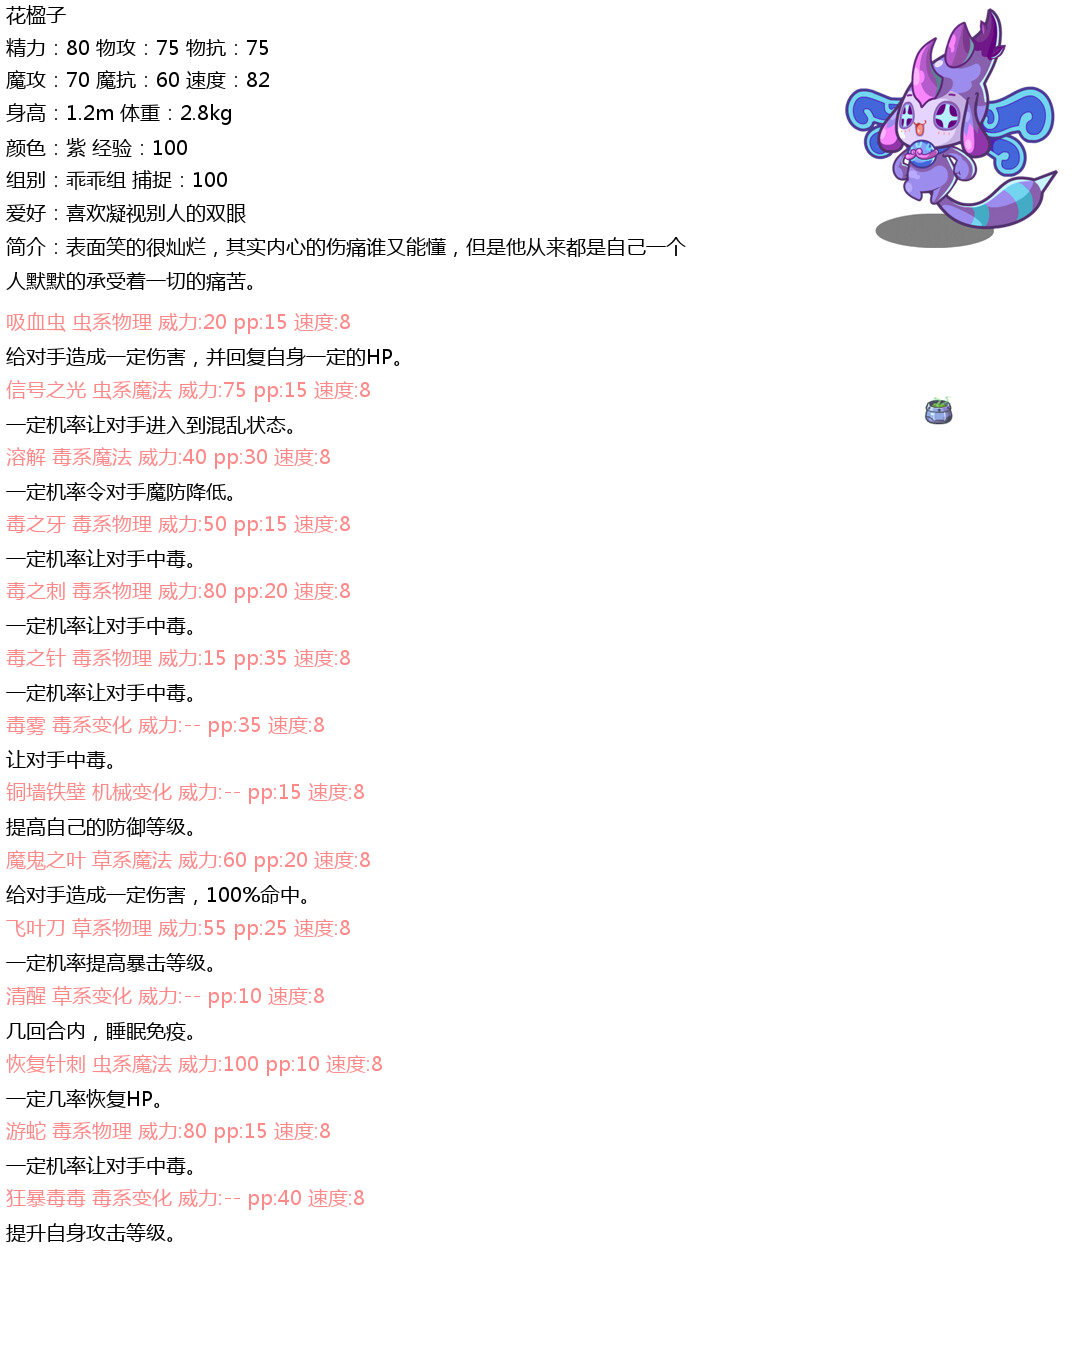 花楹子
精力：80 物攻：75 物抗：75
魔攻：70 魔抗：60 速度：82
身高：1.2m 体重：2.8kg
颜色：紫 经验：100
组别：乖乖组 捕捉：100
爱好：喜欢凝视别人的双眼
简介：表面笑的很灿烂，其实内心的伤痛谁又能懂，但是他从来都是自己一个
人默默的承受着一切的痛苦。
吸血虫 虫系物理 威力:20 pp:15 速度:8
给对手造成一定伤害，并回复自身一定的HP。
信号之光 虫系魔法 威力:75 pp:15 速度:8
一定机率让对手进入到混乱状态。
溶解 毒系魔法 威力:40 pp:30 速度:8
一定机率令对手魔防降低。
毒之牙 毒系物理 威力:50 pp:15 速度:8
一定机率让对手中毒。
毒之刺 毒系物理 威力:80 pp:20 速度:8
一定机率让对手中毒。
毒之针 毒系物理 威力:15 pp:35 速度:8
一定机率让对手中毒。
毒雾 毒系变化 威力:-- pp:35 速度:8
让对手中毒。
铜墙铁壁 机械变化 威力:-- pp:15 速度:8
提高自己的防御等级。
魔鬼之叶 草系魔法 威力:60 pp:20 速度:8
给对手造成一定伤害，100%命中。
飞叶刀 草系物理 威力:55 pp:25 速度:8
一定机率提高暴击等级。
清醒 草系变化 威力:-- pp:10 速度:8
几回合内，睡眠免疫。
恢复针刺 虫系魔法 威力:100 pp:10 速度:8
一定几率恢复HP。
游蛇 毒系物理 威力:80 pp:15 速度:8
一定机率让对手中毒。
狂暴毒毒 毒系变化 威力:-- pp:40 速度:8
提升自身攻击等级。